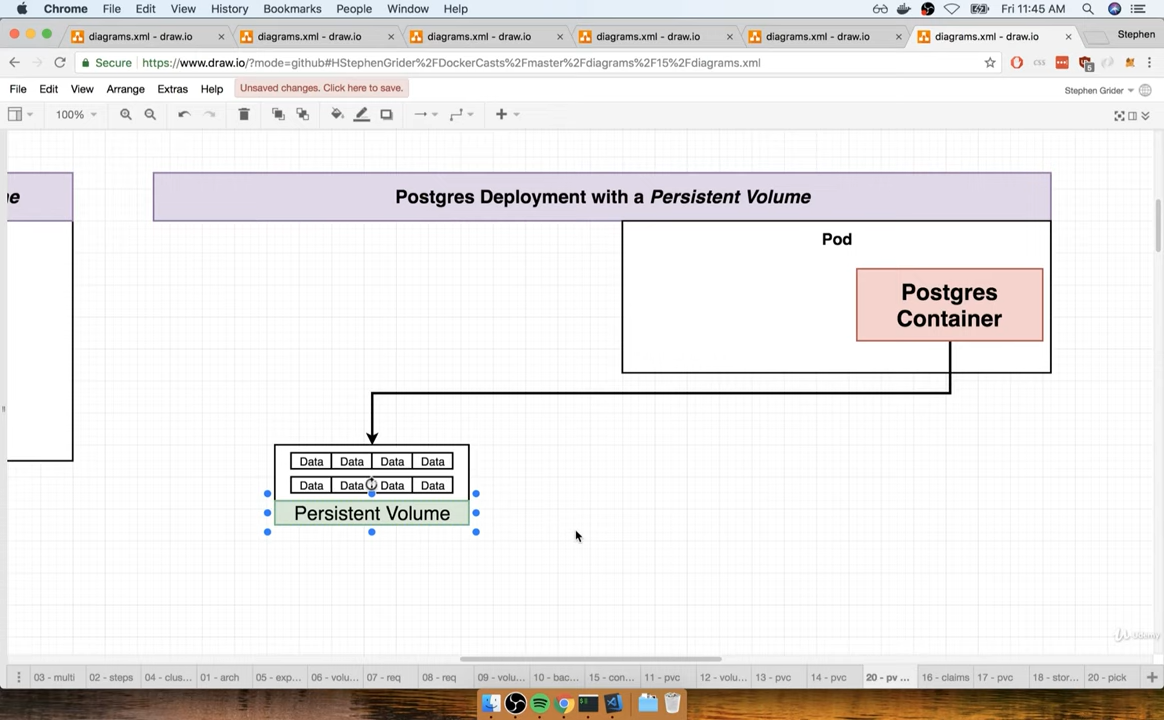 Chrome File Edit View History Bookmarks People Window Help Fri 11:45 AM
diagrams.xml - draw.io diagrams.xml - draw.io diagrams.xml - draw.io diagrams.xml - draw.io diagrams.xml - draw.io diagrams.xml - draw.io Stephen
Secure https://www.draw.io/?mode=github#HStephenGrider%2FDockerCasts%2Fmaster%2Fdiagrams%2F15%2Fdiagrams.xml
File Edit View Arrange Extras Help Unsaved changes. Click here to save. Stephen Grider
100%
Postgres Deployment with a Persistent Volume
Pod
Postgres
Container
Data Data Data Data
Data Data Data Data
Persistent Volume
Udemy
03 - multi 02 - steps 04 - clus... 01 - arch 05 - exp... 06 - volu... 07 - req 08 - req 09 - volu... 10 - bac... 15 - con... 11 - pvc 12 - volu... 13 - pvc 14 - pvc 20 - pv ... 16 - claims 17 - pvc 18 - stor... 20 - pick